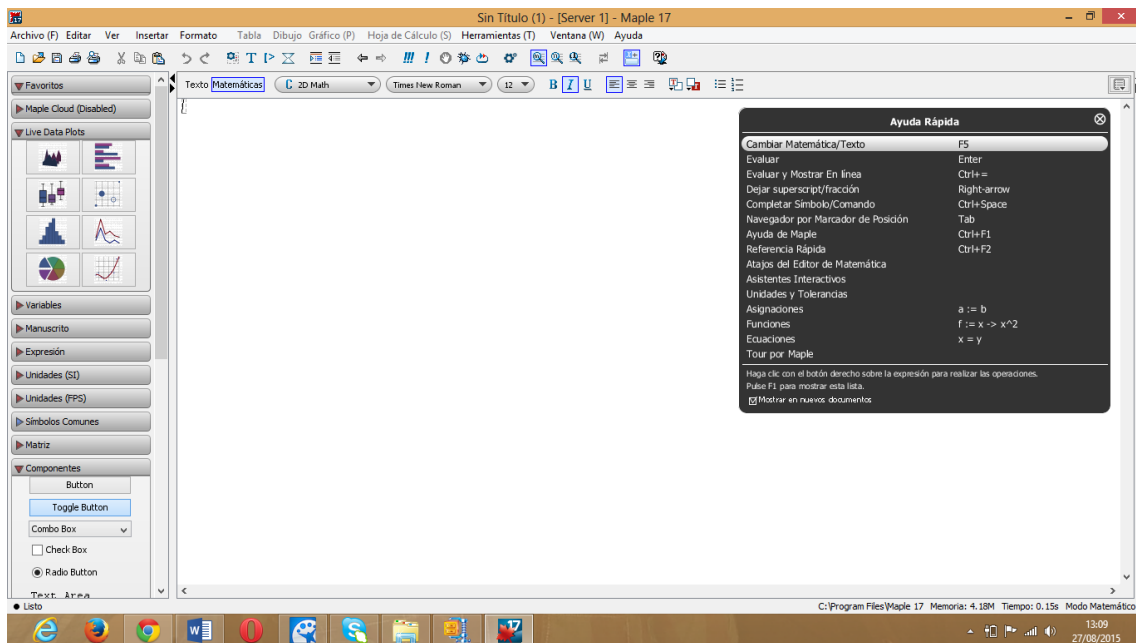 Sin Título (1) - [Server 1] - Maple 17
Archivo (F) Editar Ver Insertar Formato Tabla Dibujo Gráfico (P) Hoja de Cálculo (S) Herramientas (T) Ventana (W) Ayuda
Favoritos
Texto Matemáticas C 2D Math Times New Roman 12 B I U
Maple Cloud (Disabled)
Live Data Plots
Variables
Manuscrito
Expresión
Unidades (SI)
Unidades (FPS)
Símbolos Comunes
Matriz
Componentes
Button
Toggle Button
Combo Box
Check Box
Radio Button
Text Area
Ayuda Rápida
Cambiar Matemática/Texto F5
Evaluar Enter
Evaluar y Mostrar En línea Ctrl+=
Dejar superscript/fracción Right-arrow
Completar Símbolo/Comando Ctrl+Space
Navegador por Marcador de Posición Tab
Ayuda de Maple Ctrl+F1
Referencia Rápida Ctrl+F2
Atajos del Editor de Matemática
Asistentes Interactivos
Unidades y Tolerancias
Asignaciones a := b
Funciones f := x -> x^2
Ecuaciones x = y
Tour por Maple
Haga clic con el botón derecho sobre la expresión para realizar las operaciones.
Pulse F1 para mostrar esta lista.
Mostrar en nuevos documentos
Listo
C:\Program Files\Maple 17 Memoria: 4.18M Tiempo: 0.15s Modo Matemático
17
13:09
27/08/2015